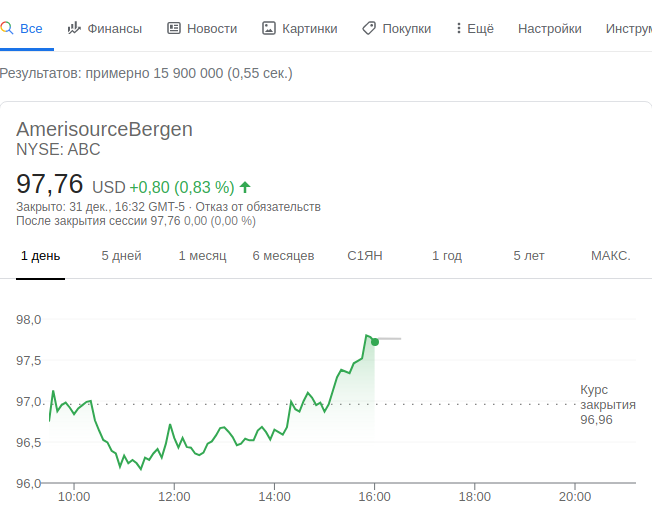 Все Финансы Новости Картинки Покупки Ещё Настройки Инструм
Результатов: примерно 15 900 000 (0,55 сек.)
AmerisourceBergen
NYSE: ABC
97,76 USD +0,80 (0,83 %)
Закрыто: 31 дек., 16:32 GMT-5 · Отказ от обязательств
После закрытия сессии 97,76 0,00 (0,00 %)
1 день 5 дней 1 месяц 6 месяцев С1ЯН 1 год 5 лет МАКС.
98,0
97,5
97,0
96,5
96,0
Курс
закрытия
96,96
10:00 12:00 14:00 16:00 18:00 20:00